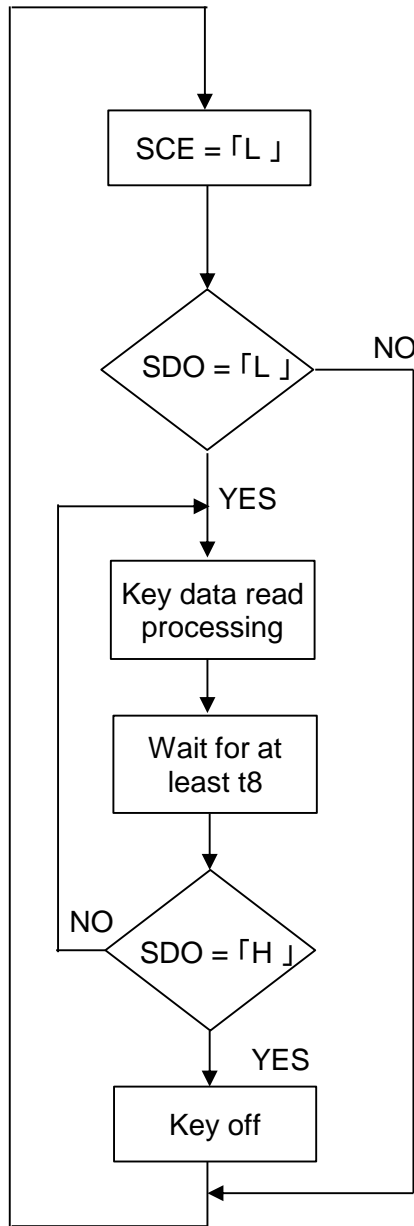 SCE = ｢L ｣
NO
SDO = ｢L ｣
YES
Key data read
processing
Wait for at
least t8
NO
SDO = ｢H ｣
YES
Key off